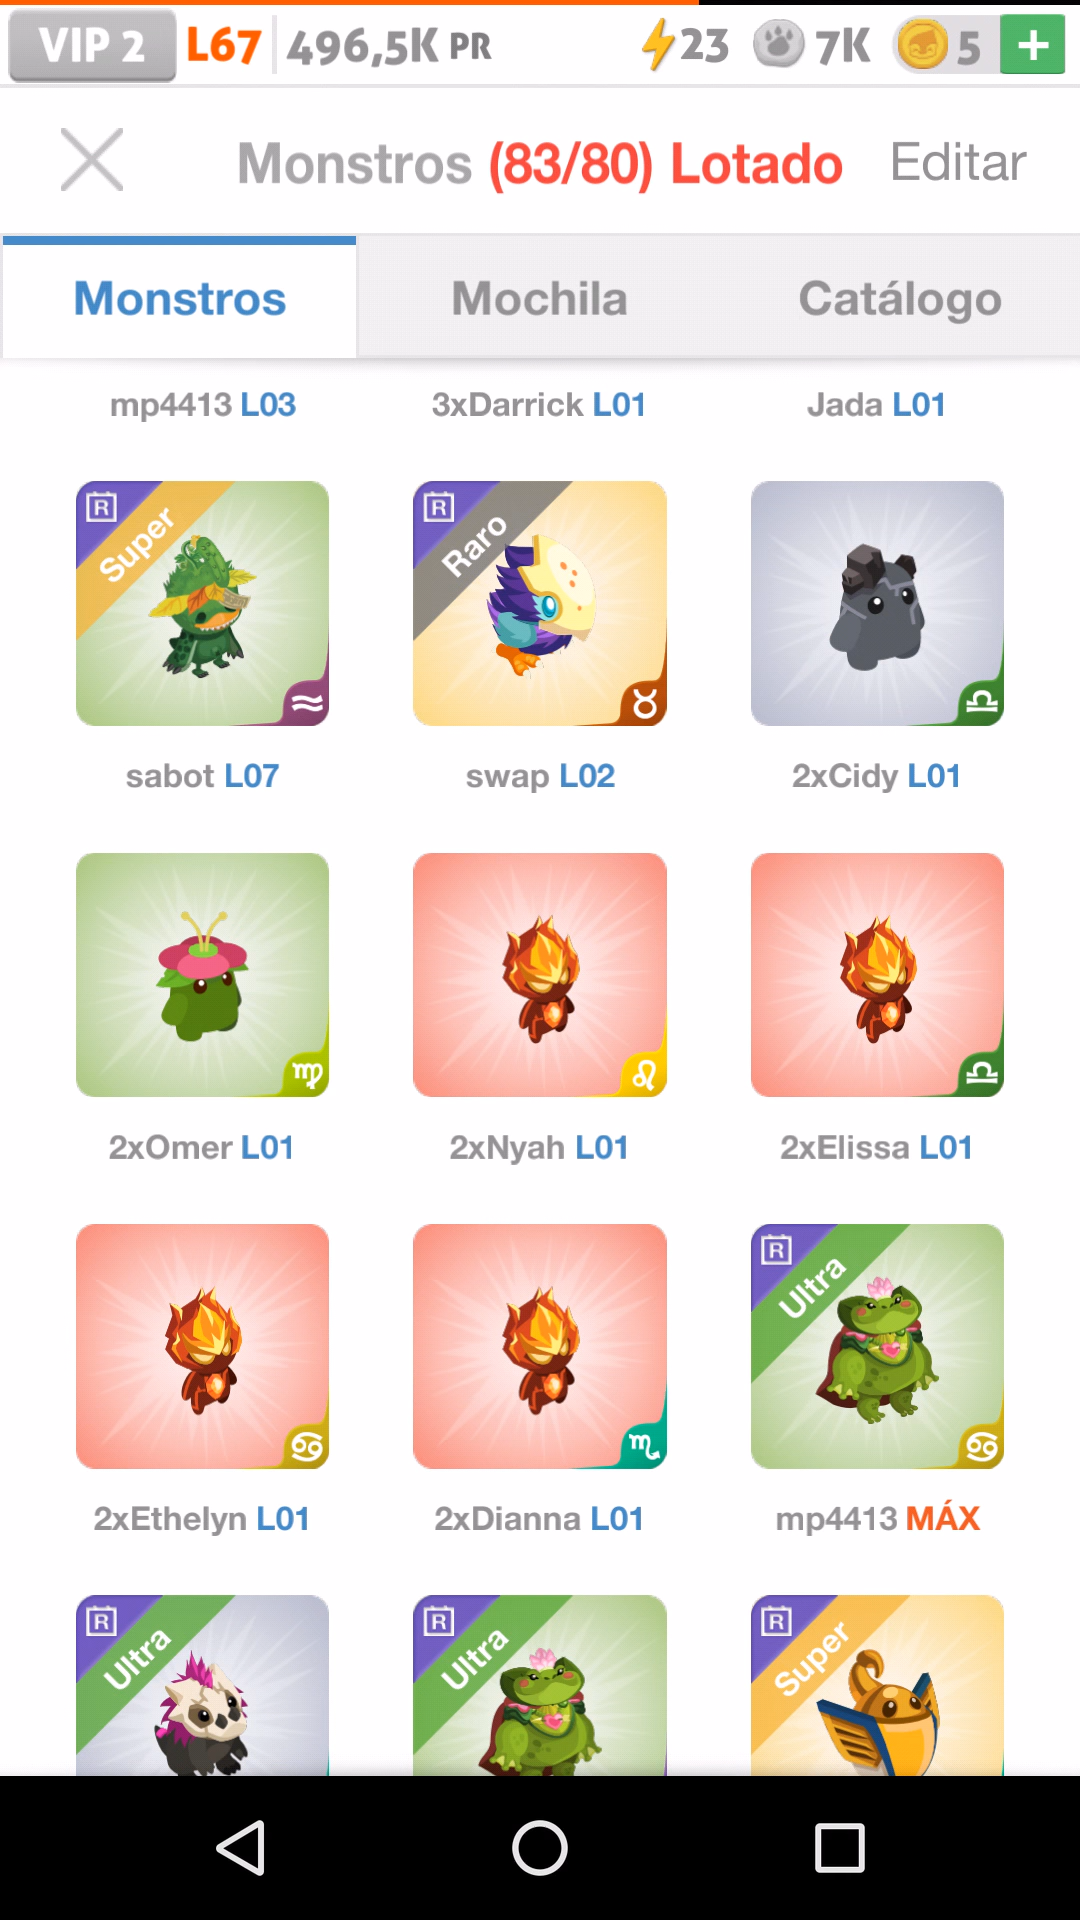 VIP 2 L67 496,5K PR 23 7K 5 +
Monstros (83/80) Lotado Editar
Monstros Mochila Catálogo
mp4413 L03 3xDarrick L01 Jada L01
R Super R Raro
sabot L07 swap L02 2xCidy L01
2xOmer L01 2xNyah L01 2xElissa L01
R Ultra
2xEthelyn L01 2xDianna L01 mp4413 MÁX
R Ultra R Ultra R Super